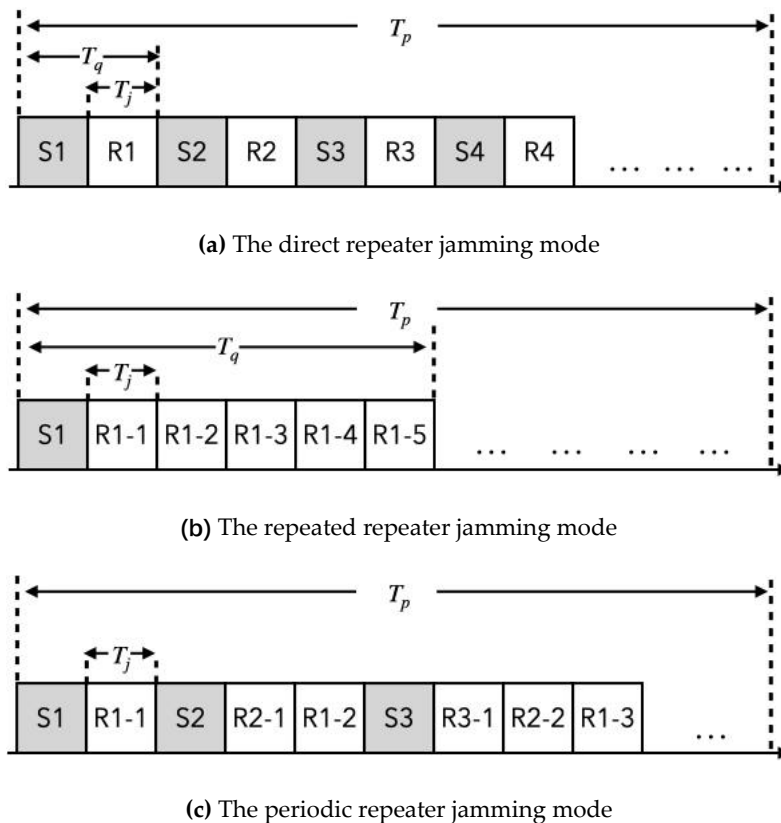 T_p
T_q
T_j
S1 R1 S2 R2 S3 R3 S4 R4 ... ... ...
(a) The direct repeater jamming mode
T_p
T_q
T_j
S1 R1-1 R1-2 R1-3 R1-4 R1-5 ... ... ... ...
(b) The repeated repeater jamming mode
T_p
T_j
S1 R1-1 S2 R2-1 R1-2 S3 R3-1 R2-2 R1-3 ...
(c) The periodic repeater jamming mode